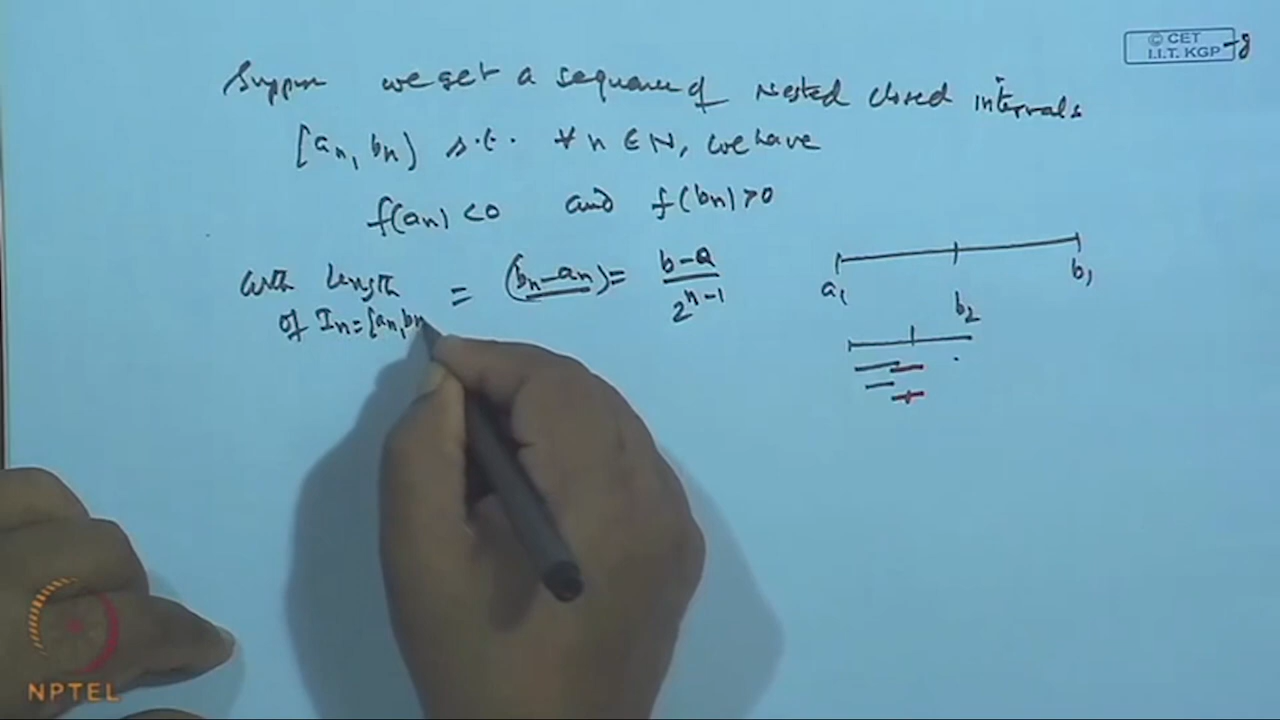 © CET
I.I.T. KGP
-8
Suppose we get a sequence of Nested closed intervals
[an, bn] s.t. ∀ n ∈ N, we have
f(an) <0 and f(bn) >0
with length = (bn-an) = b-a / 2^n-1
of In=[an,bn
a1 b1
b2
NPTEL